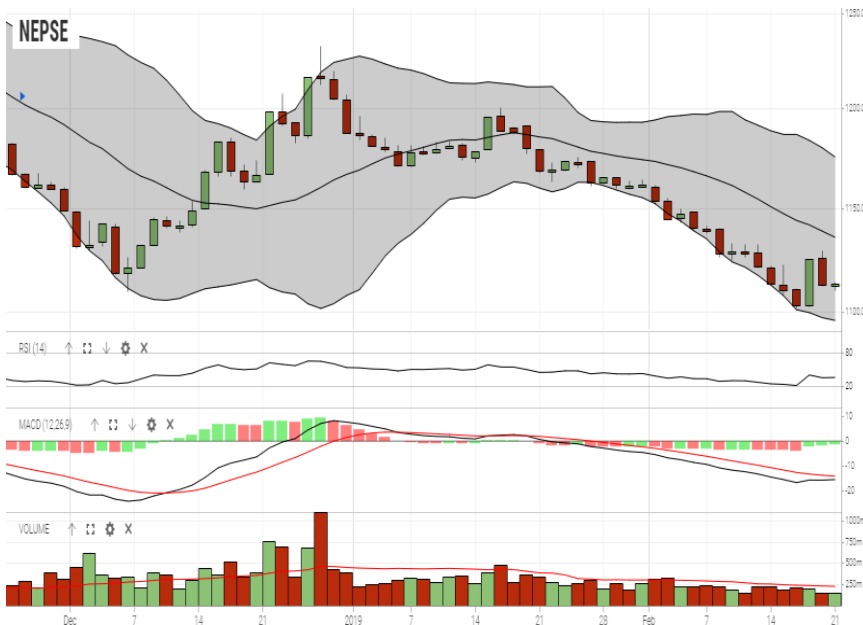 NEPSE
1250.0
1200.0
1150.0
1100.0
RSI (14)
80
20
MACD (12,26,9)
10
0
-10
-20
VOLUME
1000m
750m
500m
250m
Dec 7 14 21 2019 7 14 21 28 Feb 7 14 21